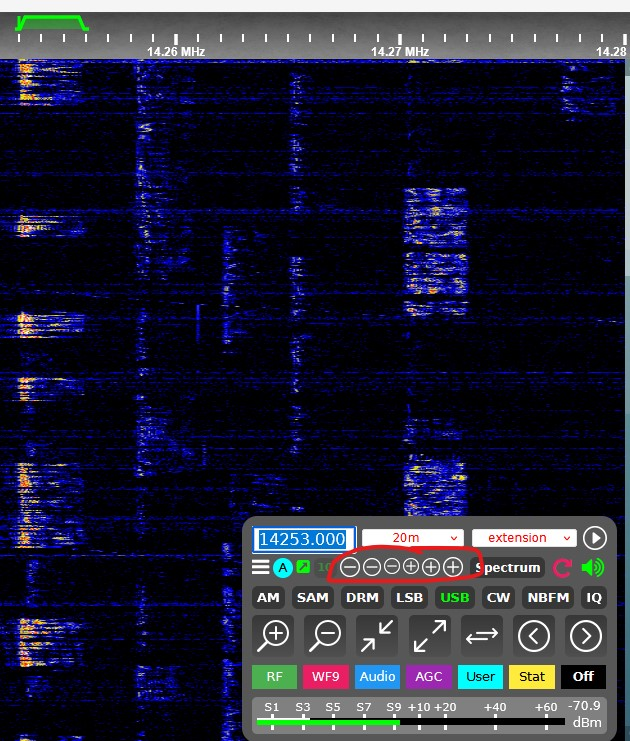 14.26 MHz 14.27 MHz 14.28
14253.000 20m extension
A Spectrum
AM SAM DRM LSB USB CW NBFM IQ
RF WF9 Audio AGC User Stat Off
S1 S3 S5 S7 S9 +10 +20 +40 +60 -70.9
dBm